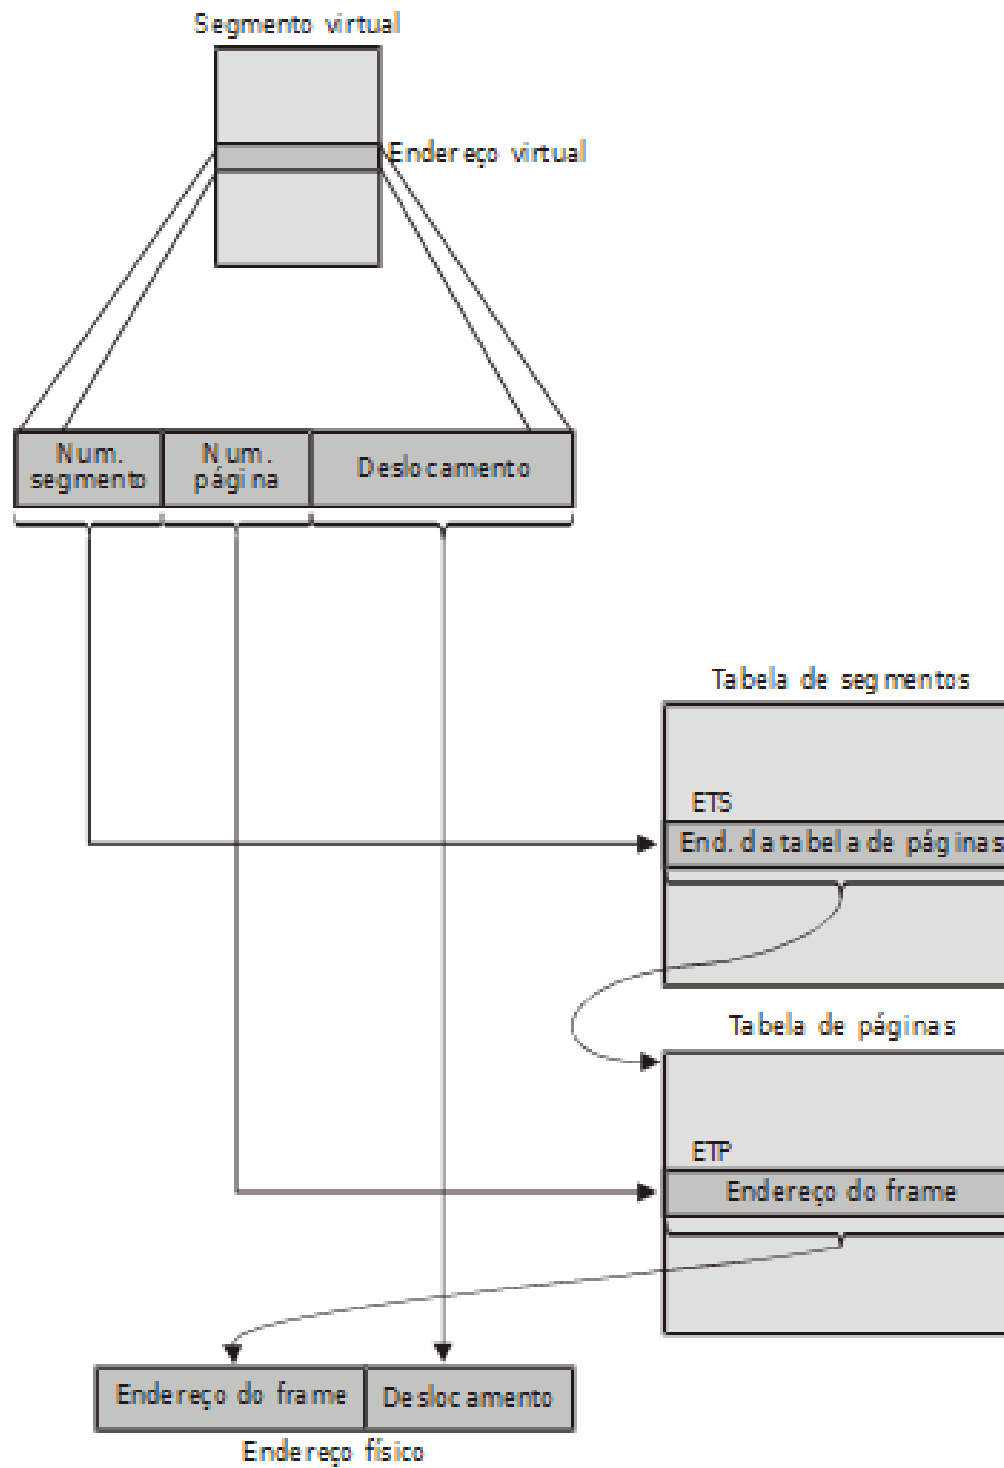 Segmento virtual
Endereço virtual
Num.
segmento
Num.
página
Deslocamento
Tabela de segmentos
ETS
End. da tabela de páginas
Tabela de páginas
ETP
Endereço do frame
Endereço do frame
Deslocamento
Endereço físico